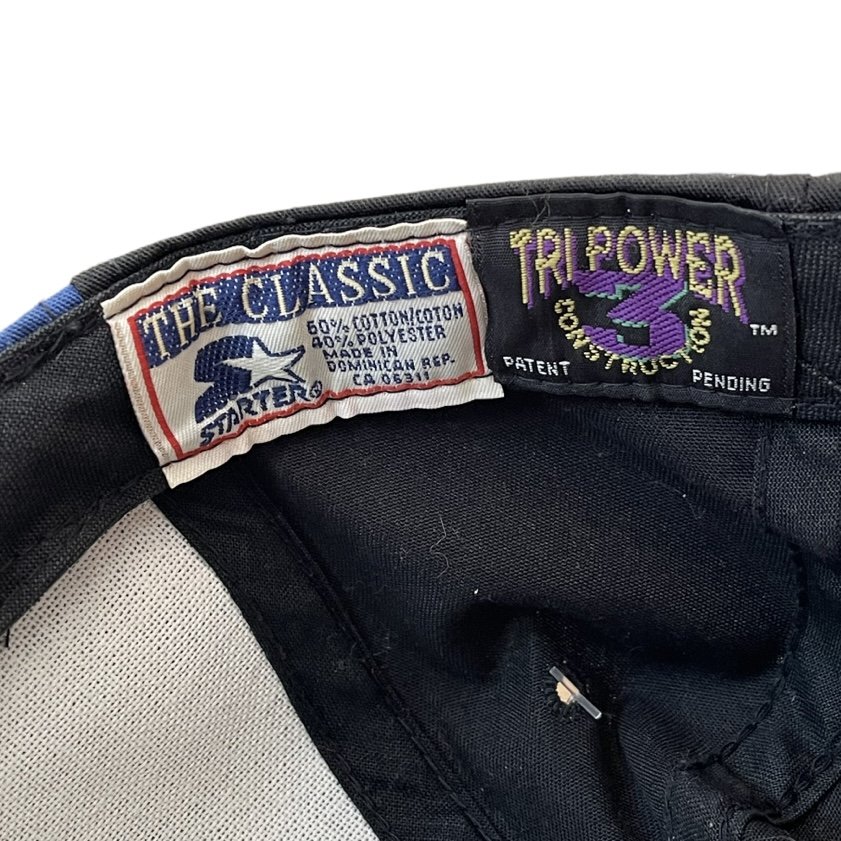 THE CLASSIC
60% COTTON/COTON
40% POLYESTER
MADE IN
DOMINICAN REP.
CA 06311
STARTER®
TRI POWER
3
CONSTRUCTION
™
PATENT PENDING